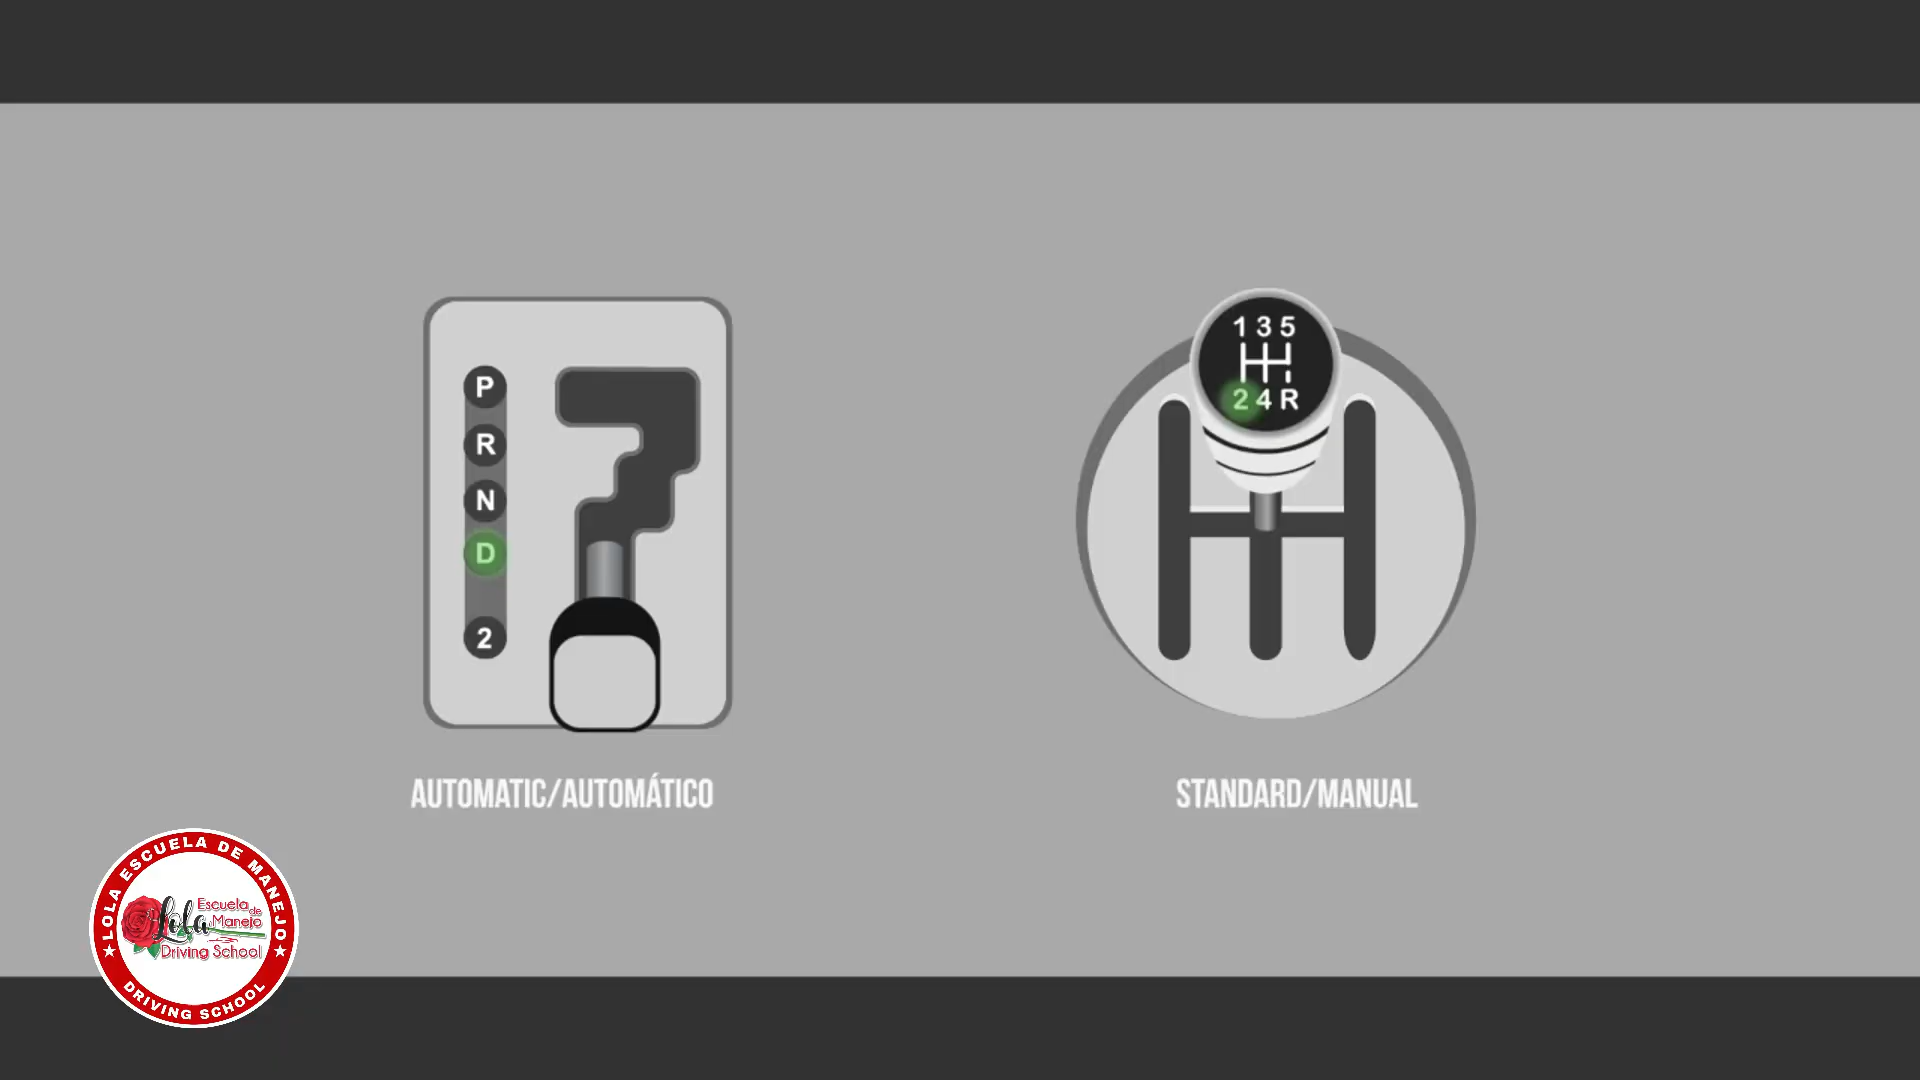 P
R
N
D
2
1 3 5
2 4 R
AUTOMATIC/AUTOMÁTICO
STANDARD/MANUAL
LOLA ESCUELA DE MANEJO
Lola Escuela de Manejo
Driving School
DRIVING SCHOOL